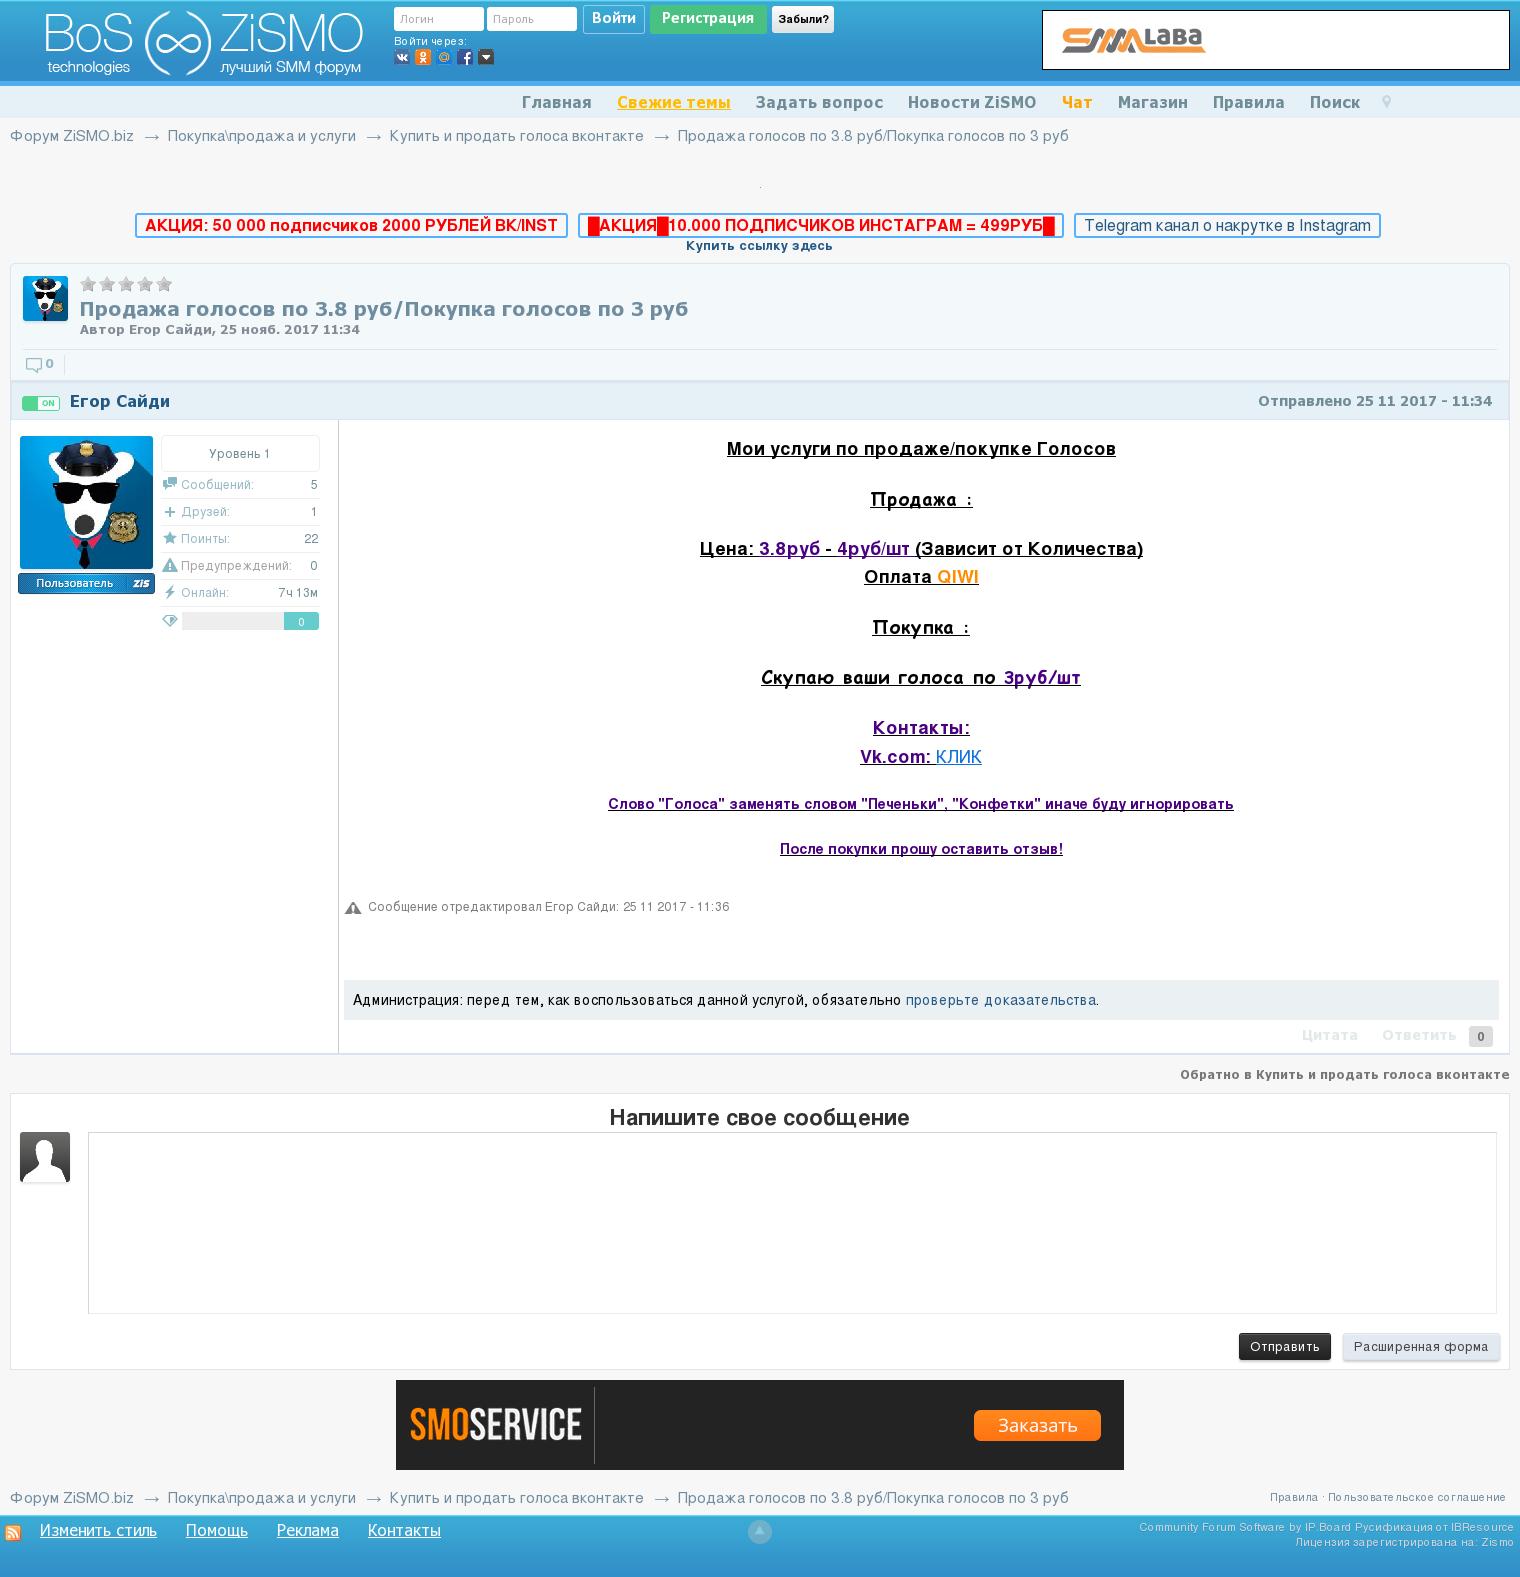 BoS ZiSMO
technologies лучший SMM форум
Логин Пароль Войти Регистрация Забыли?
Войти через:
SMMLABA
Главная Свежие темы Задать вопрос Новости ZiSMO Чат Магазин Правила Поиск
Форум ZiSMO.biz → Покупка\продажа и услуги → Купить и продать голоса вконтакте → Продажа голосов по 3.8 руб/Покупка голосов по 3 руб
АКЦИЯ: 50 000 подписчиков 2000 РУБЛЕЙ ВК/INST █АКЦИЯ█10.000 ПОДПИСЧИКОВ ИНСТАГРАМ = 499РУБ█ Telegram канал о накрутке в Instagram
Купить ссылку здесь
Продажа голосов по 3.8 руб/Покупка голосов по 3 руб
Автор Егор Сайди, 25 нояб. 2017 11:34
0
ON Егор Сайди Отправлено 25 11 2017 - 11:34
Уровень 1
Сообщений: 5
Друзей: 1
Поинты: 22
Предупреждений: 0
Онлайн: 7ч 13м
0
Пользователь ZiS
Мои услуги по продаже/покупке Голосов
Продажа :
Цена: 3.8руб - 4руб/шт (Зависит от Количества)
Оплата QIWI
Покупка :
Скупаю ваши голоса по 3руб/шт
Контакты:
Vk.com: КЛИК
Слово "Голоса" заменять словом "Печеньки", "Конфетки" иначе буду игнорировать
После покупки прошу оставить отзыв!
Сообщение отредактировал Егор Сайди: 25 11 2017 - 11:36
Администрация: перед тем, как воспользоваться данной услугой, обязательно проверьте доказательства.
Цитата Ответить 0
Обратно в Купить и продать голоса вконтакте
Напишите свое сообщение
Отправить Расширенная форма
SMOSERVICE Заказать
Форум ZiSMO.biz → Покупка\продажа и услуги → Купить и продать голоса вконтакте → Продажа голосов по 3.8 руб/Покупка голосов по 3 руб Правила · Пользовательское соглашение
Изменить стиль Помощь Реклама Контакты
Community Forum Software by IP.Board Русификация от IBResource
Лицензия зарегистрирована на: Zismo